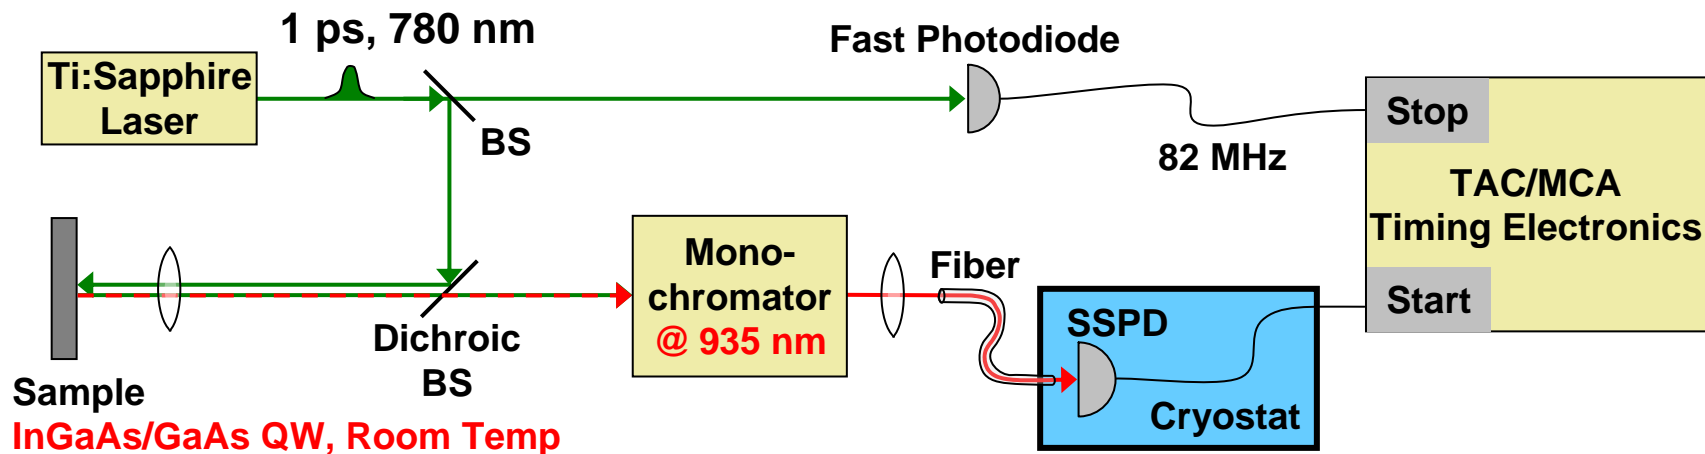 1 ps, 780 nm
Ti:Sapphire
Laser
BS
Fast Photodiode
82 MHz
Stop
TAC/MCA
Timing Electronics
Start
Mono-
chromator
@ 935 nm
Fiber
SSPD
Cryostat
Dichroic
BS
Sample
InGaAs/GaAs QW, Room Temp